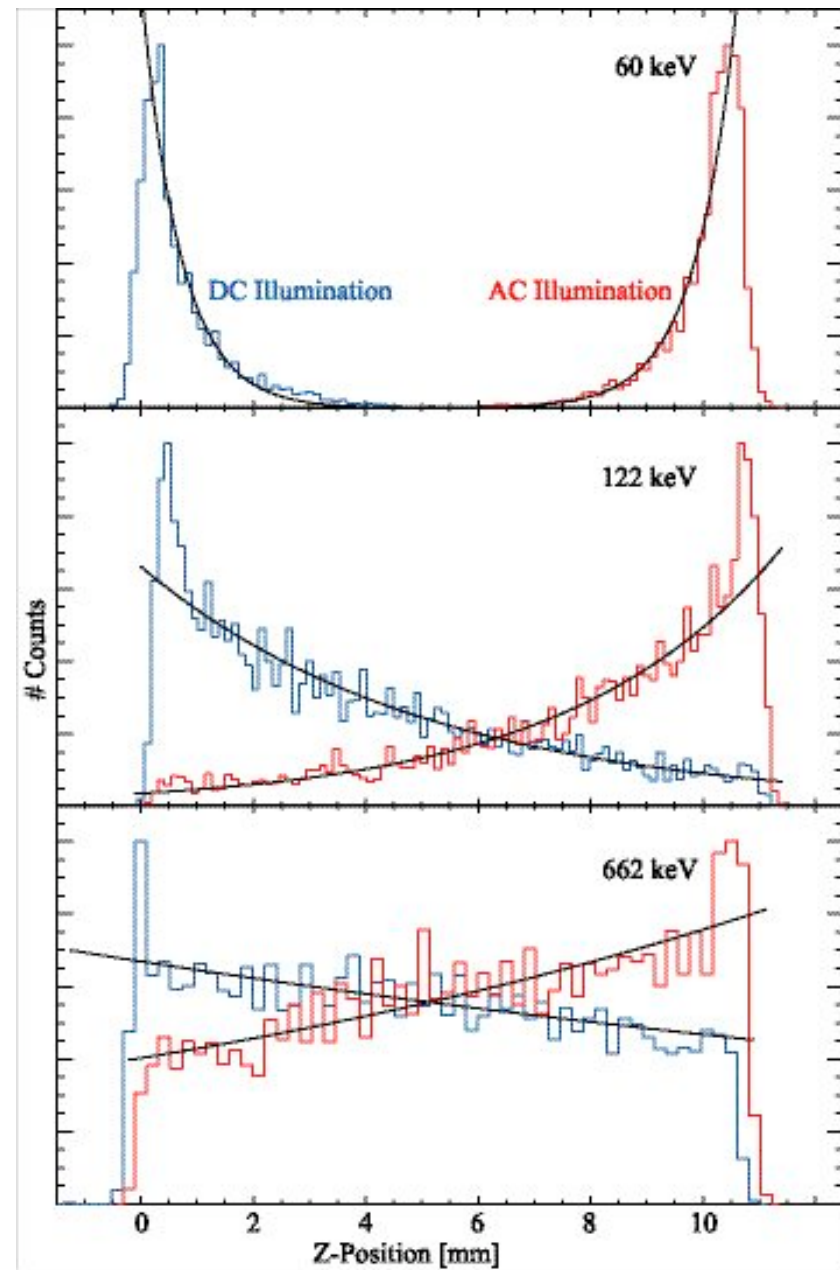 60 keV
DC Illumination
AC Illumination
122 keV
# Counts
662 keV
0 2 4 6 8 10
Z-Position [mm]